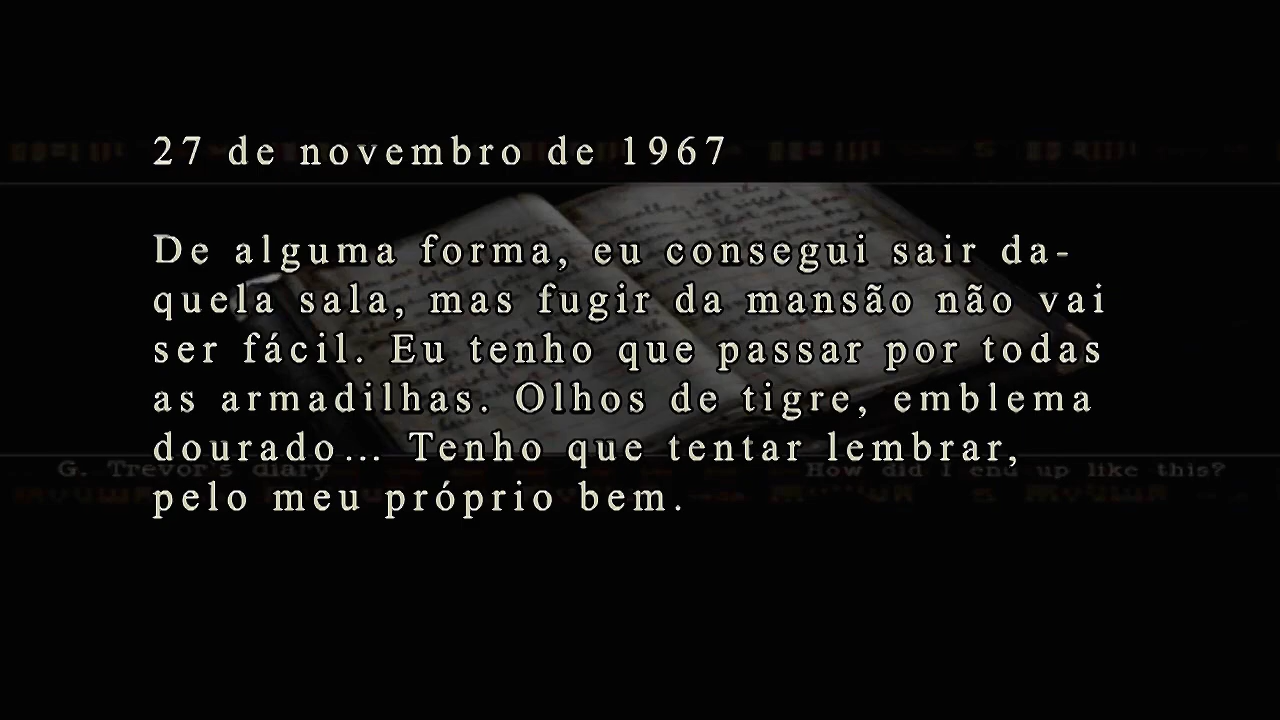 27 de novembro de 1967
De alguma forma, eu consegui sair da-
quela sala, mas fugir da mansão não vai
ser fácil. Eu tenho que passar por todas
as armadilhas. Olhos de tigre, emblema
dourado... Tenho que tentar lembrar,
G. Trevor's diary How did I end up like this?
pelo meu próprio bem.